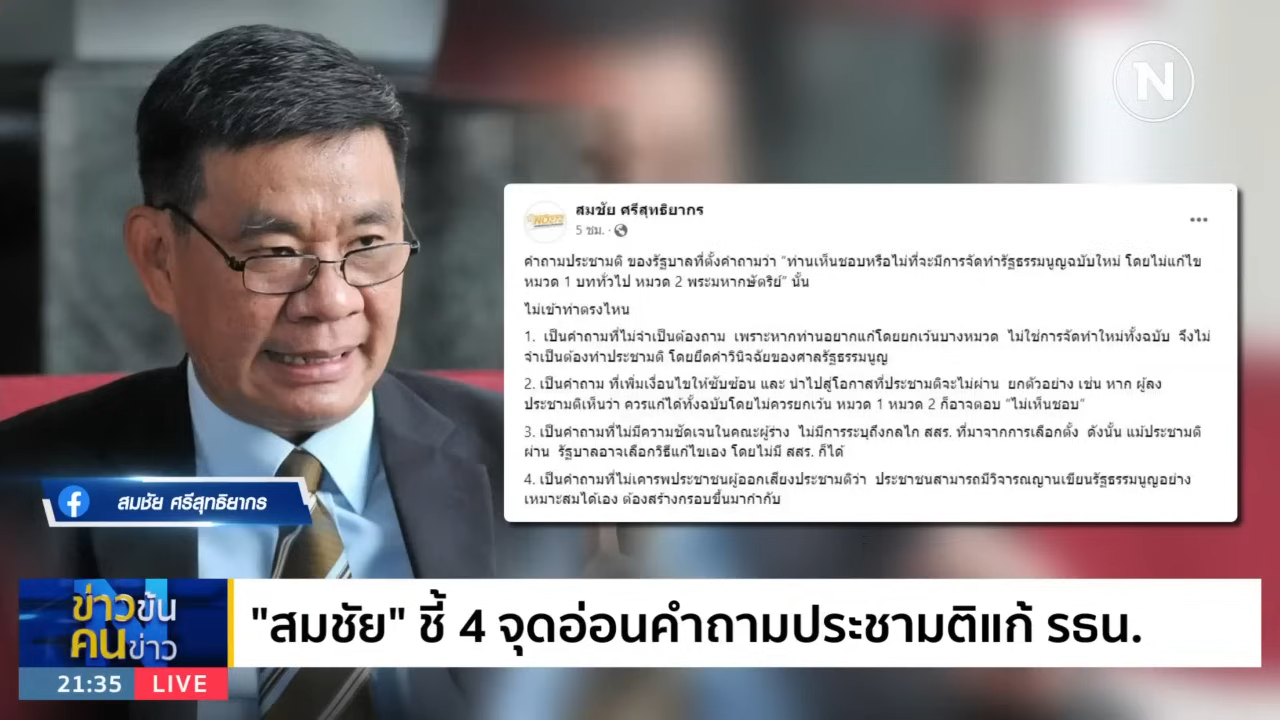 N
สมชัย ศรีสุทธิยากร
5 ชม.
คำถามประชามติ ของรัฐบาลที่ตั้งคำถามว่า "ท่านเห็นชอบหรือไม่ที่จะมีการจัดทำรัฐธรรมนูญฉบับใหม่ โดยไม่แก้ไข
หมวด 1 บททั่วไป หมวด 2 พระมหากษัตริย์" นั้น
ไม่เข้าท่าตรงไหน
1. เป็นคำถามที่ไม่จำเป็นต้องถาม เพราะหากท่านอยากแก้โดยยกเว้นบางหมวด ไม่ใช่การจัดทำใหม่ทั้งฉบับ จึงไม่
จำเป็นต้องทำประชามติ โดยยึดคำวินิจฉัยของศาลรัฐธรรมนูญ
2. เป็นคำถาม ที่เพิ่มเงื่อนไขให้ซับซ้อน และ นำไปสู่โอกาสที่ประชามติจะไม่ผ่าน ยกตัวอย่าง เช่น หาก ผู้ลง
ประชามติเห็นว่า ควรแก้ได้ทั้งฉบับโดยไม่ควรยกเว้น หมวด 1 หมวด 2 ก็อาจตอบ "ไม่เห็นชอบ"
3. เป็นคำถามที่ไม่มีความชัดเจนในคณะผู้ร่าง ไม่มีการระบุถึงกลไก สสร. ที่มาจากการเลือกตั้ง ดังนั้น แม้ประชามติ
ผ่าน รัฐบาลอาจเลือกวิธีแก้ไขเอง โดยไม่มี สสร. ก็ได้
4. เป็นคำถามที่ไม่เคารพประชาชนผู้ออกเสียงประชามติว่า ประชาชนสามารถมีวิจารณญานเขียนรัฐธรรมนูญอย่าง
เหมาะสมได้เอง ต้องสร้างกรอบขึ้นมากำกับ
สมชัย ศรีสุทธิยากร
ข่าวข้น
คนข่าว
"สมชัย" ชี้ 4 จุดอ่อนคำถามประชามติแก้ รธน.
21:35 LIVE